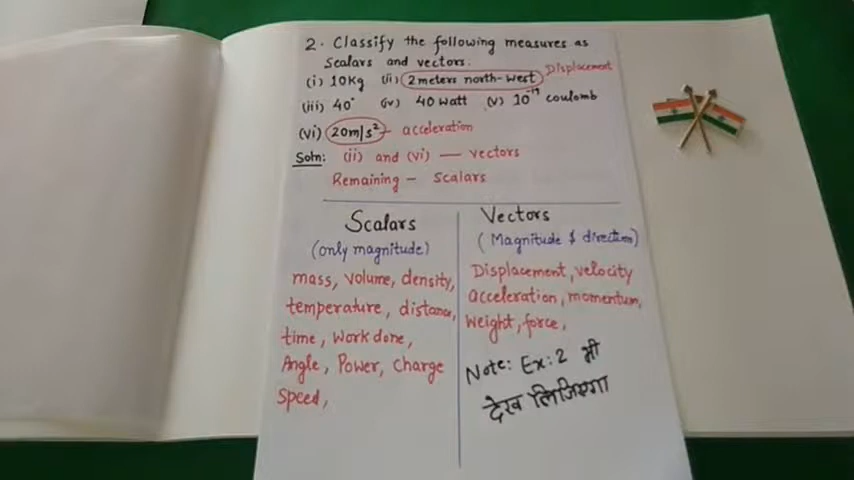 2. Classify the following measures as
Scalars and vectors.
(i) 10Kg (ii) 2 meters north-west Displacement
(iii) 40° (iv) 40 Watt (v) 10⁻¹⁹ coulomb
(vi) 20m/s² - acceleration
Soln: (ii) and (vi) — vectors
Remaining - Scalars
Scalars
(only magnitude)
mass, volume, density,
temperature, distance,
time, Work done,
Angle, Power, Charge
Speed,
Vectors
(Magnitude & direction)
Displacement, velocity
acceleration, momentum,
Weight, force,
Note: Ex: 2 भी
देख लिजिएगा